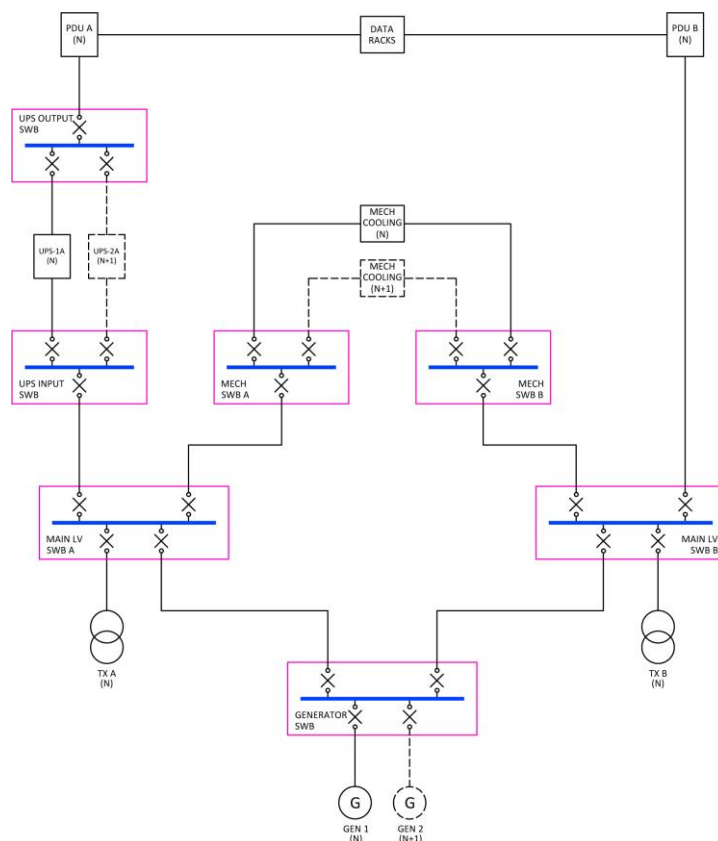 PDU A
(N)
DATA
RACKS
PDU B
(N)
UPS OUTPUT
SWB
UPS-1A
(N)
UPS-2A
(N+1)
MECH
COOLING
(N)
MECH
COOLING
(N+1)
UPS INPUT
SWB
MECH
SWB A
MECH
SWB B
MAIN LV
SWB A
MAIN LV
SWB B
TX A
(N)
TX B
(N)
GENERATOR
SWB
G
G
GEN 1
(N)
GEN 2
(N+1)